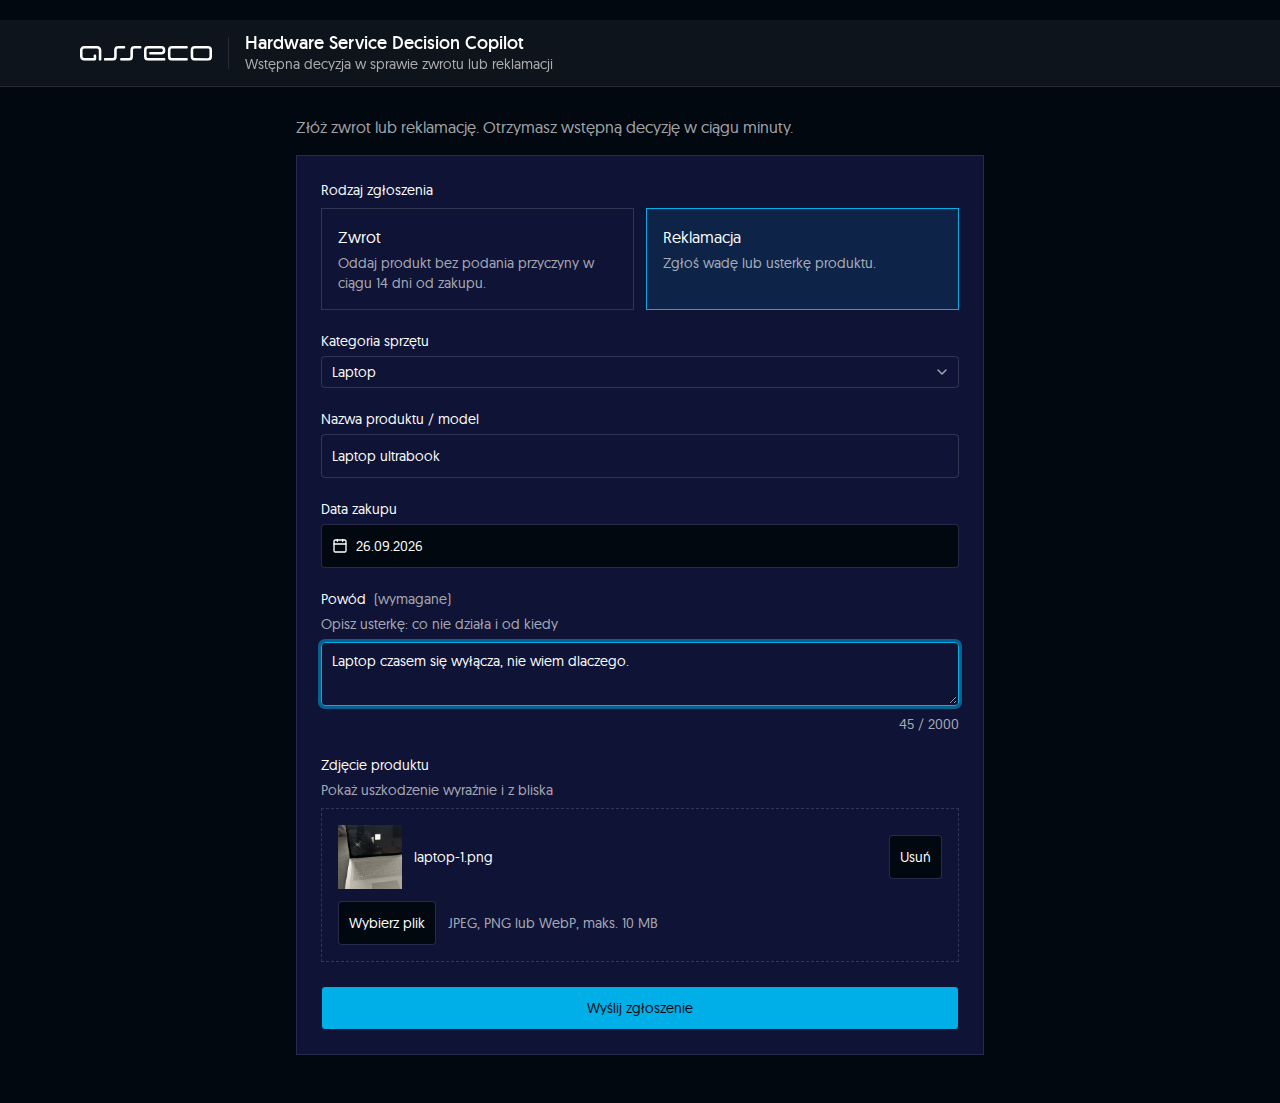 asseco
Hardware Service Decision Copilot
Wstępna decyzja w sprawie zwrotu lub reklamacji
Złóż zwrot lub reklamację. Otrzymasz wstępną decyzję w ciągu minuty.
Rodzaj zgłoszenia
Zwrot
Oddaj produkt bez podania przyczyny w
ciągu 14 dni od zakupu.
Reklamacja
Zgłoś wadę lub usterkę produktu.
Kategoria sprzętu
Laptop
Nazwa produktu / model
Laptop ultrabook
Data zakupu
26.09.2026
Powód (wymagane)
Opisz usterkę: co nie działa i od kiedy
Laptop czasem się wyłącza, nie wiem dlaczego.
45 / 2000
Zdjęcie produktu
Pokaż uszkodzenie wyraźnie i z bliska
laptop-1.png
Usuń
Wybierz plik
JPEG, PNG lub WebP, maks. 10 MB
Wyślij zgłoszenie